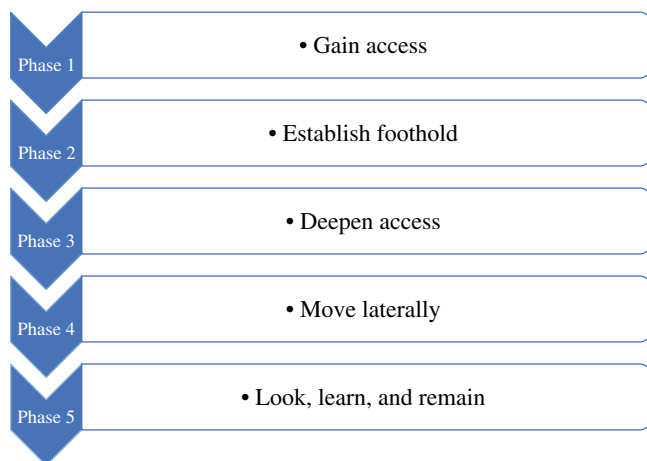 Phase 1
• Gain access
Phase 2
• Establish foothold
Phase 3
• Deepen access
Phase 4
• Move laterally
Phase 5
• Look, learn, and remain